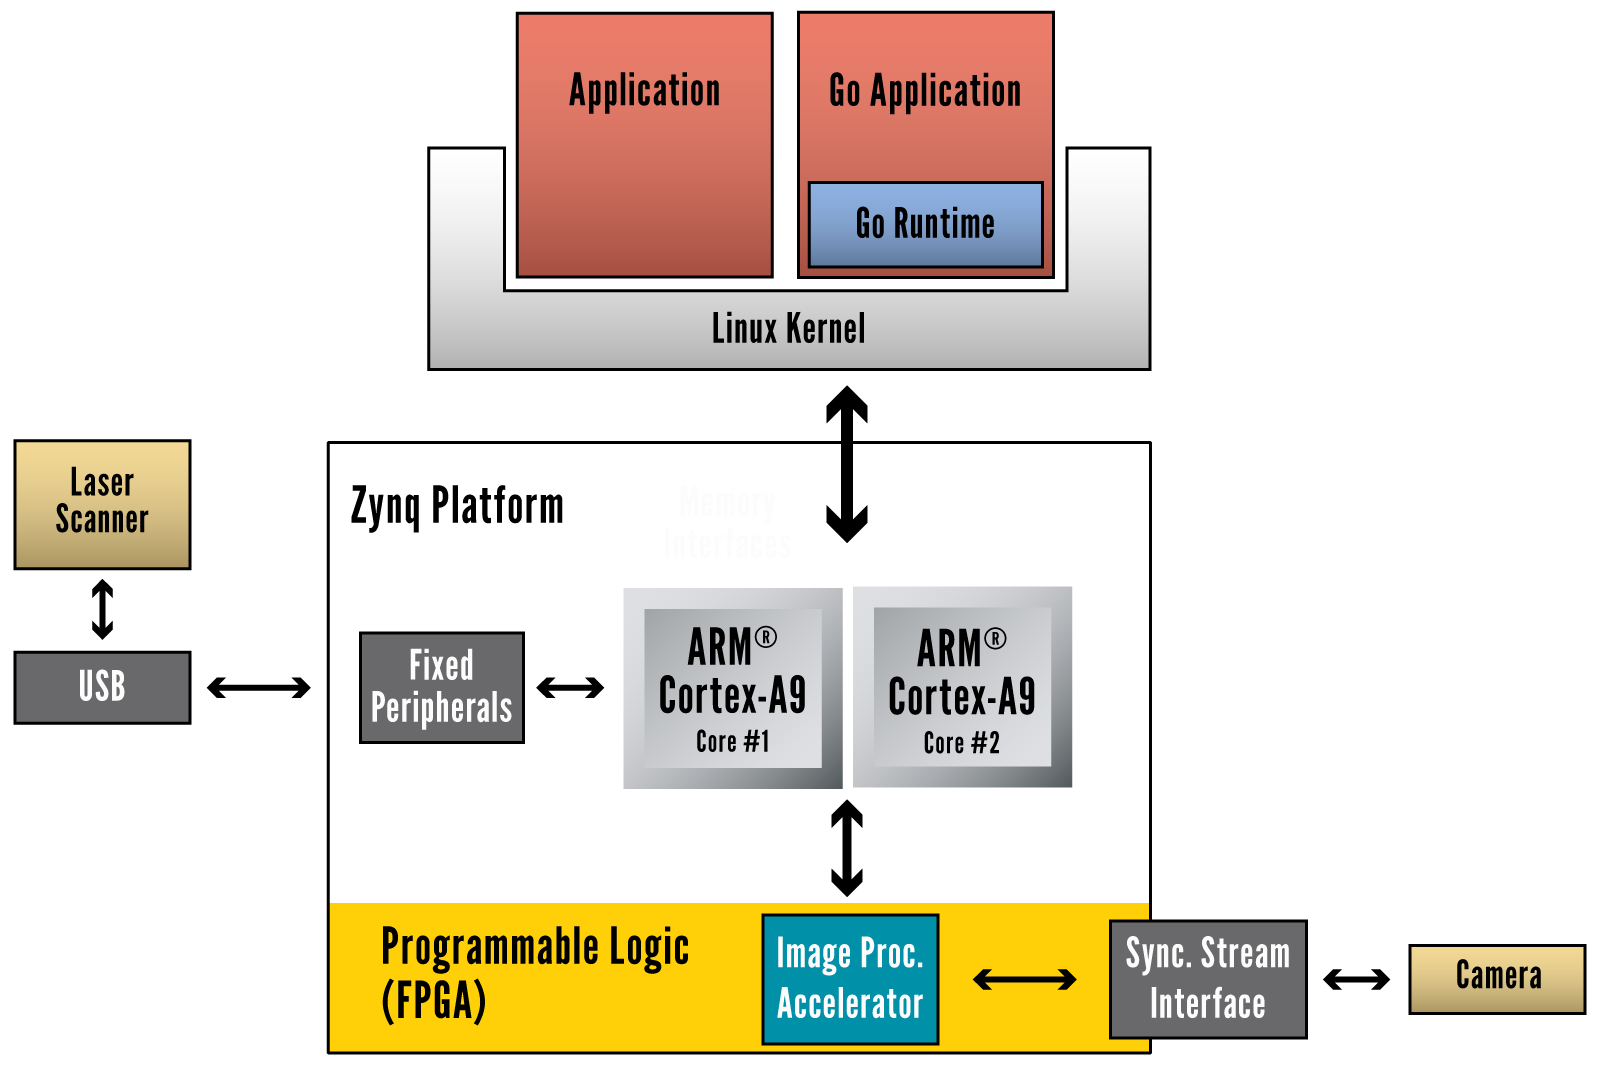 Application
Go Application
Go Runtime
Linux Kernel
Laser
Scanner
USB
Zynq Platform
Memory
Interfaces
Fixed
Peripherals
ARM®
Cortex-A9
Core #1
ARM®
Cortex-A9
Core #2
Programmable Logic
(FPGA)
Image Proc.
Accelerator
Sync. Stream
Interface
Camera